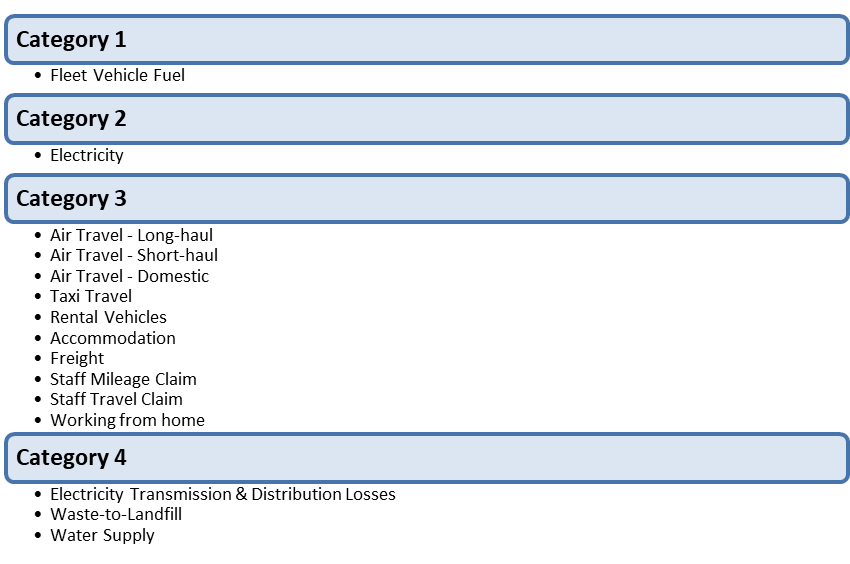 Category 1
• Fleet Vehicle Fuel
Category 2
• Electricity
Category 3
• Air Travel - Long-haul
• Air Travel - Short-haul
• Air Travel - Domestic
• Taxi Travel
• Rental Vehicles
• Accommodation
• Freight
• Staff Mileage Claim
• Staff Travel Claim
• Working from home
Category 4
• Electricity Transmission & Distribution Losses
• Waste-to-Landfill
• Water Supply